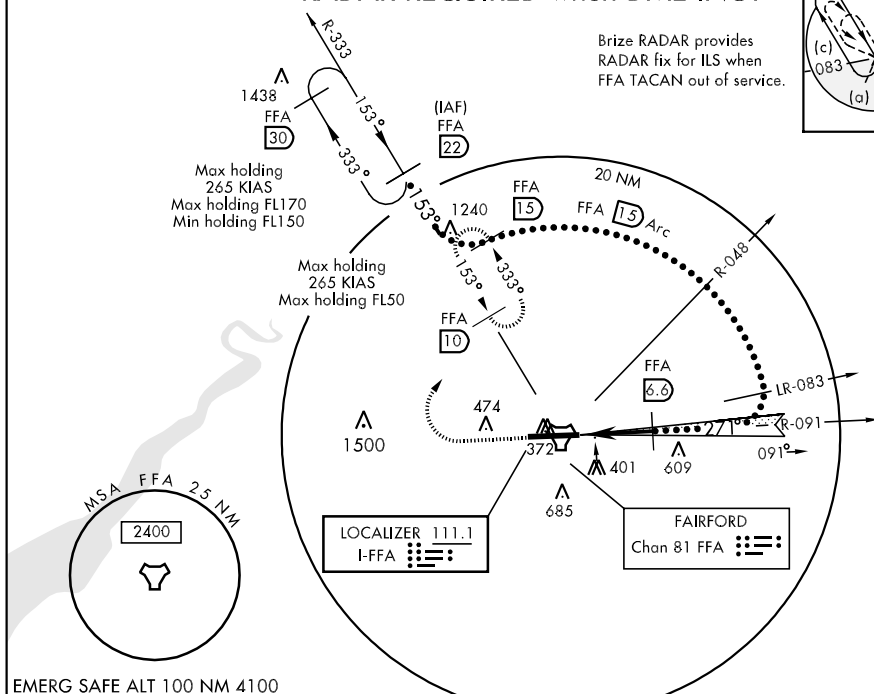 Brize RADAR provides
RADAR fix for ILS when
FFA TACAN out of service.
(c)
083
(a)
R-333
1438
153°
333°
FFA
30
(IAF)
FFA
22
Max holding
265 KIAS
Max holding FL170
Min holding FL150
20 NM
FFA
15
FFA 15 Arc
153°
1240
R-048
153°
333°
Max holding
265 KIAS
Max holding FL50
FFA
10
FFA
6.6
LR-083
R-091
271°
091°
474
1500
372
401
609
685
MSA FFA 25 NM
2400
LOCALIZER 111.1
I-FFA
FAIRFORD
Chan 81 FFA
EMERG SAFE ALT 100 NM 4100